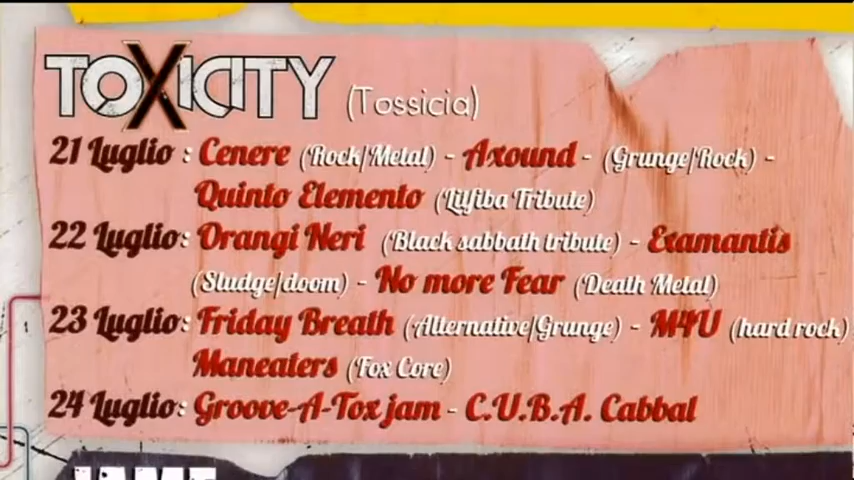 TOXICITY (Tossicia)
21 Luglio : Cenere (Rock/Metal) - Axound - (Grunge/Rock) -
Quinto Elemento (Litfiba Tribute)
22 Luglio: Orangi Neri (Black sabbath tribute) - Examantis
(Sludge/doom) - No more Fear (Death Metal)
23 Luglio: Friday Breath (Alternative/Grunge) - M4U (hard rock)
Maneaters (Fox Core)
24 Luglio: Groove-A-Tox jam - C.U.B.A. Cabbal